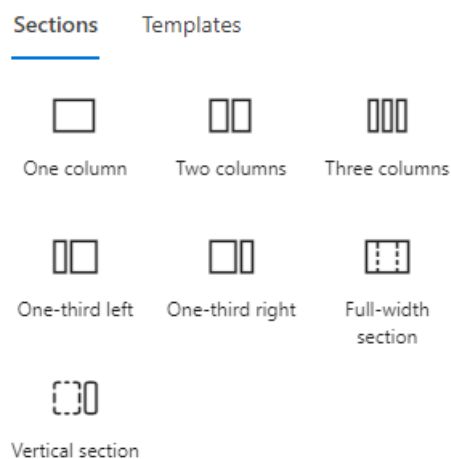 Sections Templates
One column Two columns Three columns
One-third left One-third right Full-width
section
Vertical section